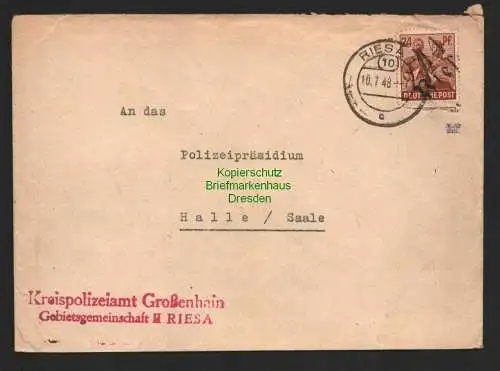 RIESA
24 PF
(10)
10.7.48
DEUTSCHE POST
c
An das
Polizeipräsidium
Kopierschutz
Briefmarkenhaus
Dresden
Halle / Saale
Kreispolizeiamt Großenhain
Gebietsgemeinschaft II RIESA